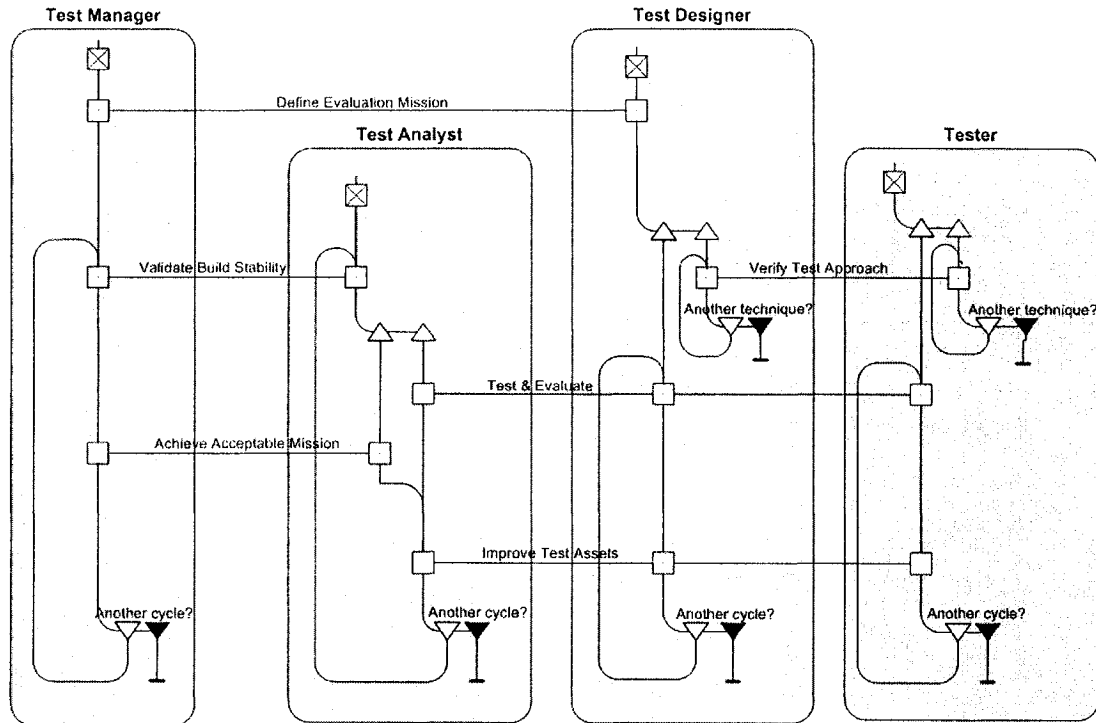 Test Manager
Test Designer
Define Evaluation Mission
Test Analyst
Tester
Validate Build Stability
Verify Test Approach
Another technique?
Another technique?
Test & Evaluate
Achieve Acceptable Mission
Improve Test Assets
Another cycle?
Another cycle?
Another cycle?
Another cycle?